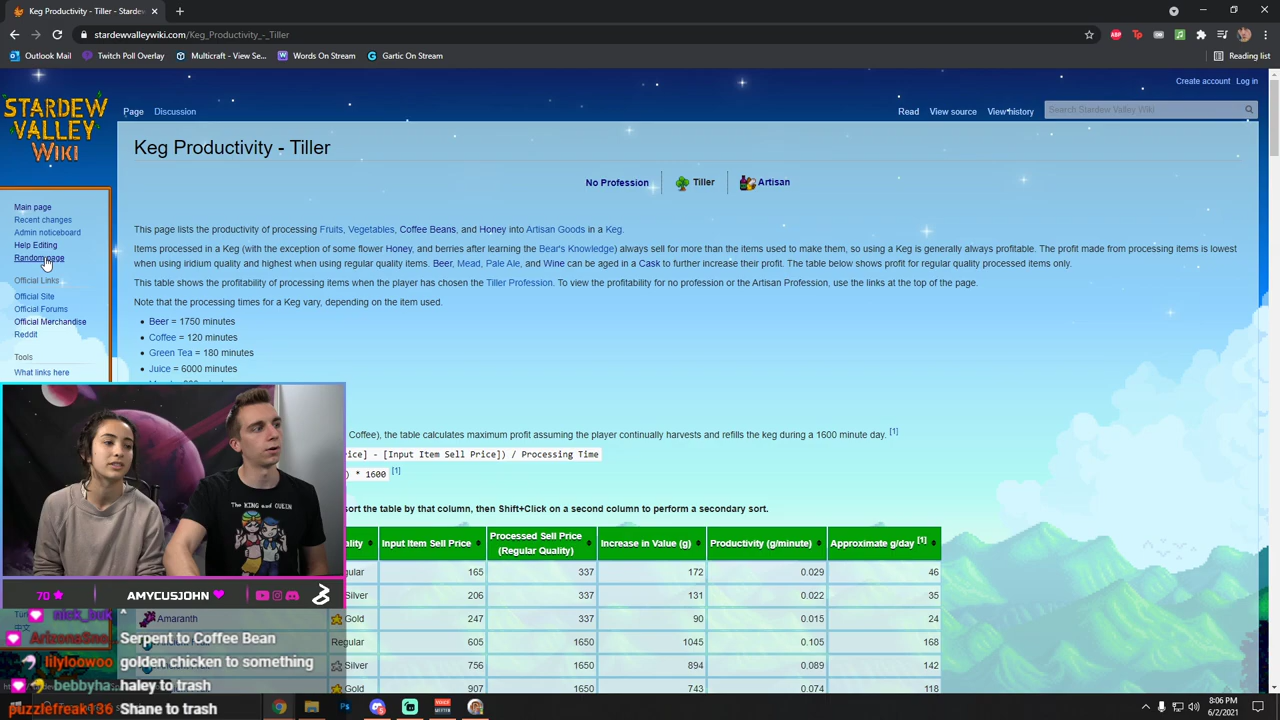 Keg Productivity - Tiller - Stardew
stardewvalleywiki.com/Keg_Productivity_-_Tiller
Outlook Mail
Twitch Poll Overlay
Multicraft - View Se...
Words On Stream
Gartic On Stream
Reading list
Create account Log in
STARDEW
VALLEY
WIKI
Page Discussion
Read View source View history
Search Stardew Valley Wiki
Keg Productivity - Tiller
No Profession
Tiller
Artisan
Main page
Recent changes
Admin noticeboard
Help Editing
Random page
Official Links
Official Site
Official Forums
Official Merchandise
Reddit
Tools
What links here
This page lists the productivity of processing Fruits, Vegetables, Coffee Beans, and Honey into Artisan Goods in a Keg.
Items processed in a Keg (with the exception of some flower Honey, and berries after learning the Bear's Knowledge) always sell for more than the items used to make them, so using a Keg is generally always profitable. The profit made from processing items is lowest
when using iridium quality and highest when using regular quality items. Beer, Mead, Pale Ale, and Wine can be aged in a Cask to further increase their profit. The table below shows profit for regular quality processed items only.
This table shows the profitability of processing items when the player has chosen the Tiller Profession. To view the profitability for no profession or the Artisan Profession, use the links at the top of the page.
Note that the processing times for a Keg vary, depending on the item used.
Beer = 1750 minutes
Coffee = 120 minutes
Green Tea = 180 minutes
Juice = 6000 minutes
Coffee), the table calculates maximum profit assuming the player continually harvests and refills the keg during a 1600 minute day. [1]
rice] - [Input Item Sell Price]) / Processing Time
) * 1600 [1]
sort the table by that column, then Shift+Click on a second column to perform a secondary sort.
ality Input Item Sell Price Processed Sell Price (Regular Quality) Increase in Value (g) Productivity (g/minute) Approximate g/day [1]
gular 165 337 172 0.029 46
Silver 206 337 131 0.022 35
Amaranth Gold 247 337 90 0.015 24
Regular 605 1650 1045 0.105 168
Silver 756 1650 894 0.089 142
Gold 907 1650 743 0.074 118
THE KING AND QUEEN
70
AMYCUSJOHN
nick_buk
ArizonaSno
Serpent to Coffee Bean
lilyloowoo golden chicken to something
bebbyha haley to trash
puzzlefreak136 Shane to trash
8:06 PM
6/2/2021